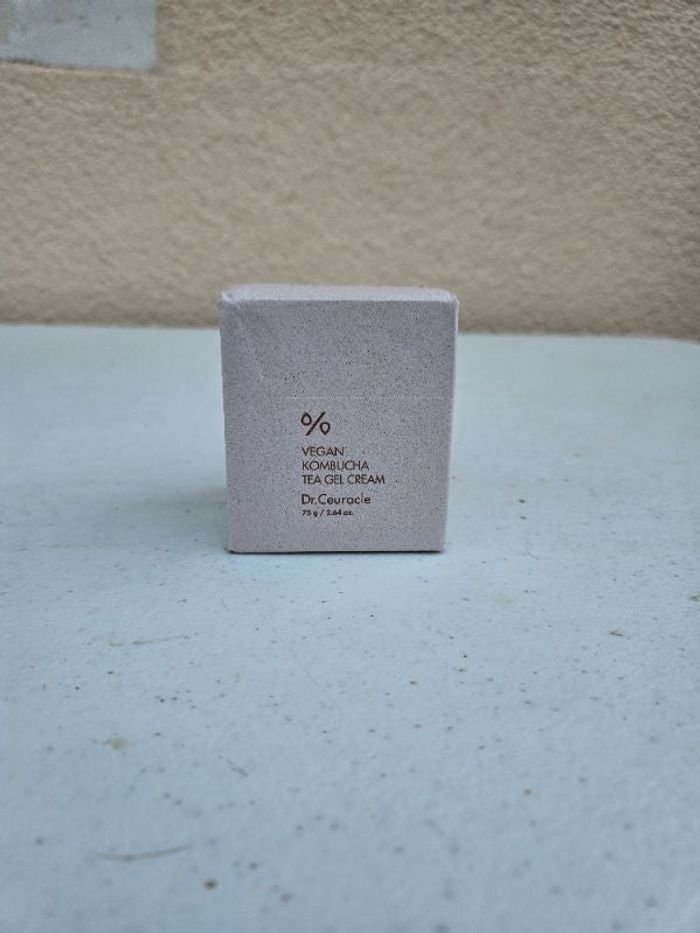 %
VEGAN
KOMBUCHA
TEA GEL CREAM
Dr.Ceuracle
75 g / 2.64 oz.